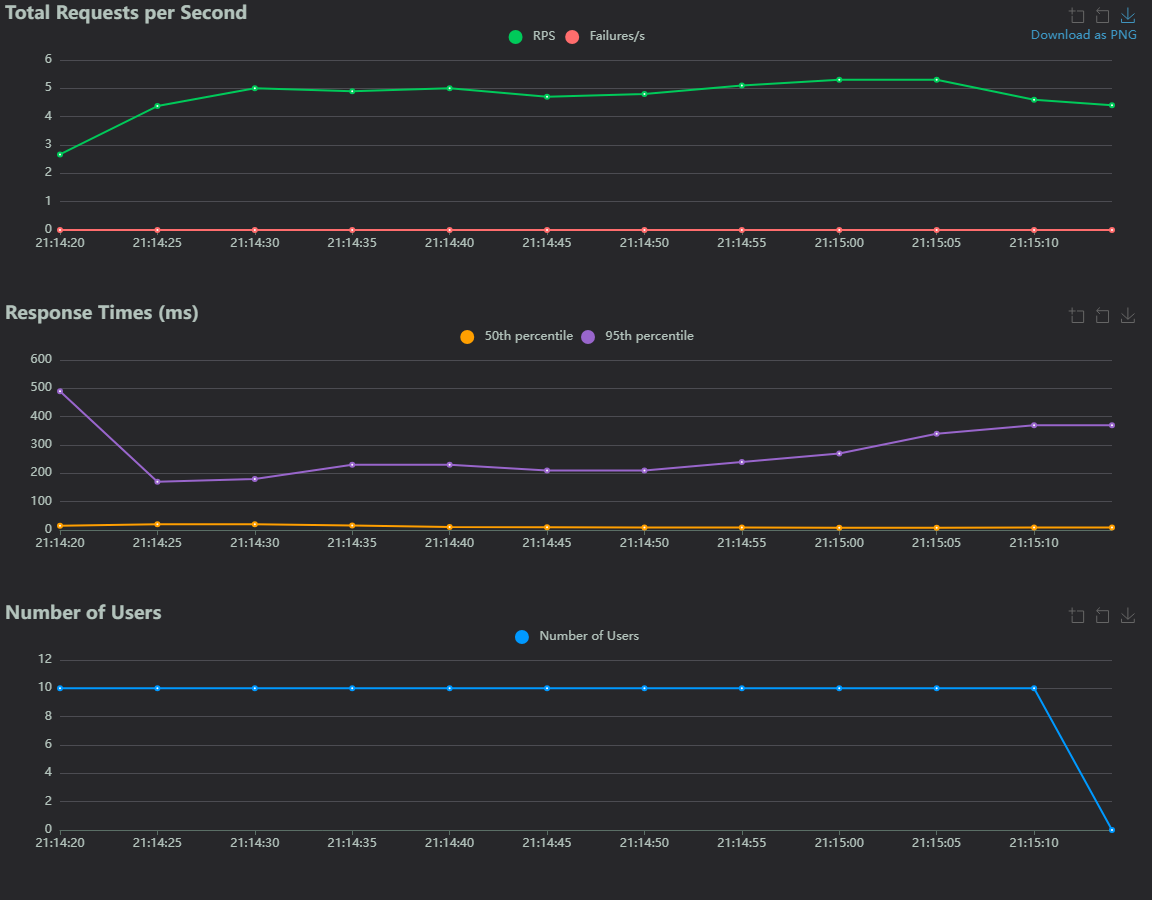 Total Requests per Second
Download as PNG
RPS Failures/s
6
5
4
3
2
1
0
21:14:20 21:14:25 21:14:30 21:14:35 21:14:40 21:14:45 21:14:50 21:14:55 21:15:00 21:15:05 21:15:10
Response Times (ms)
50th percentile 95th percentile
600
500
400
300
200
100
0
21:14:20 21:14:25 21:14:30 21:14:35 21:14:40 21:14:45 21:14:50 21:14:55 21:15:00 21:15:05 21:15:10
Number of Users
Number of Users
12
10
8
6
4
2
0
21:14:20 21:14:25 21:14:30 21:14:35 21:14:40 21:14:45 21:14:50 21:14:55 21:15:00 21:15:05 21:15:10